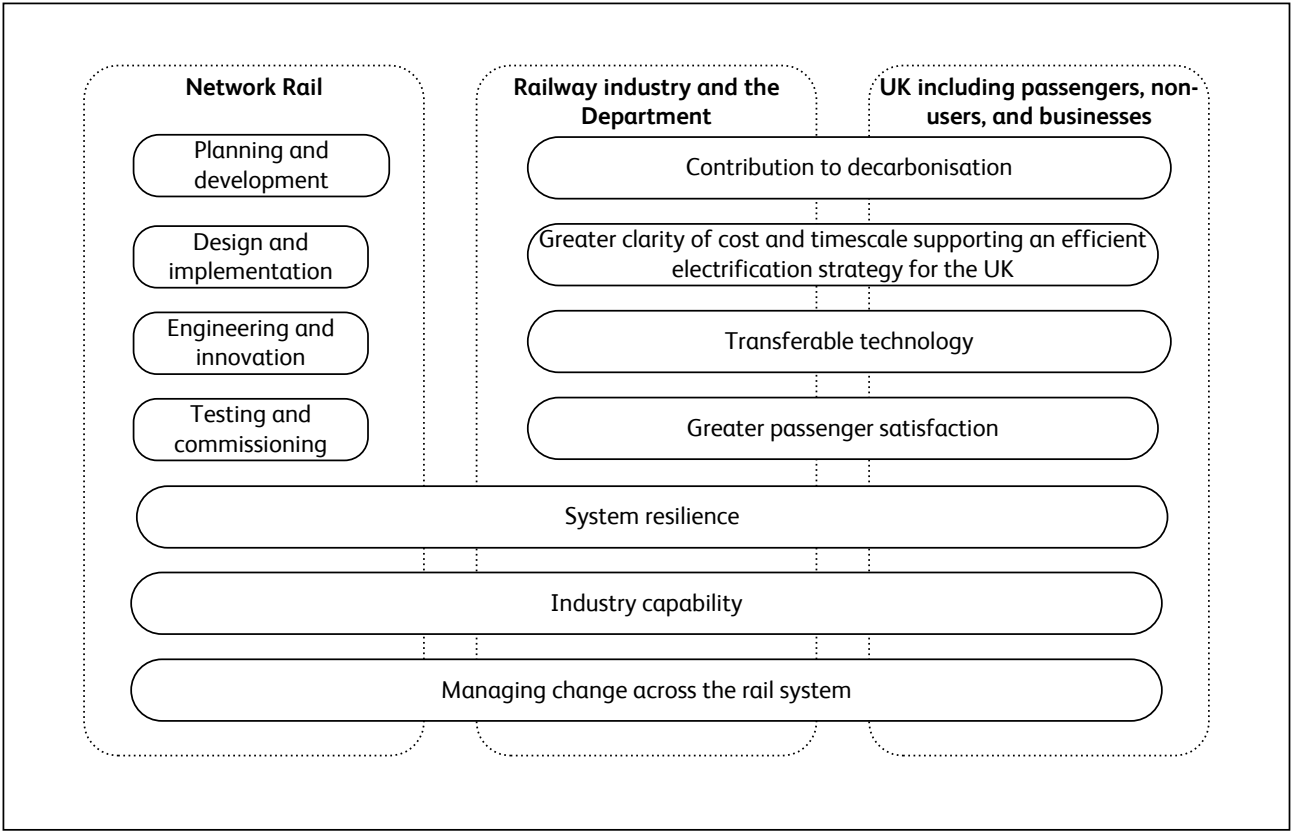 Network Rail
Railway industry and the
Department
UK including passengers, non-
users, and businesses
Planning and
development
Contribution to decarbonisation
Design and
implementation
Greater clarity of cost and timescale supporting an efficient
electrification strategy for the UK
Engineering and
innovation
Transferable technology
Testing and
commissioning
Greater passenger satisfaction
System resilience
Industry capability
Managing change across the rail system